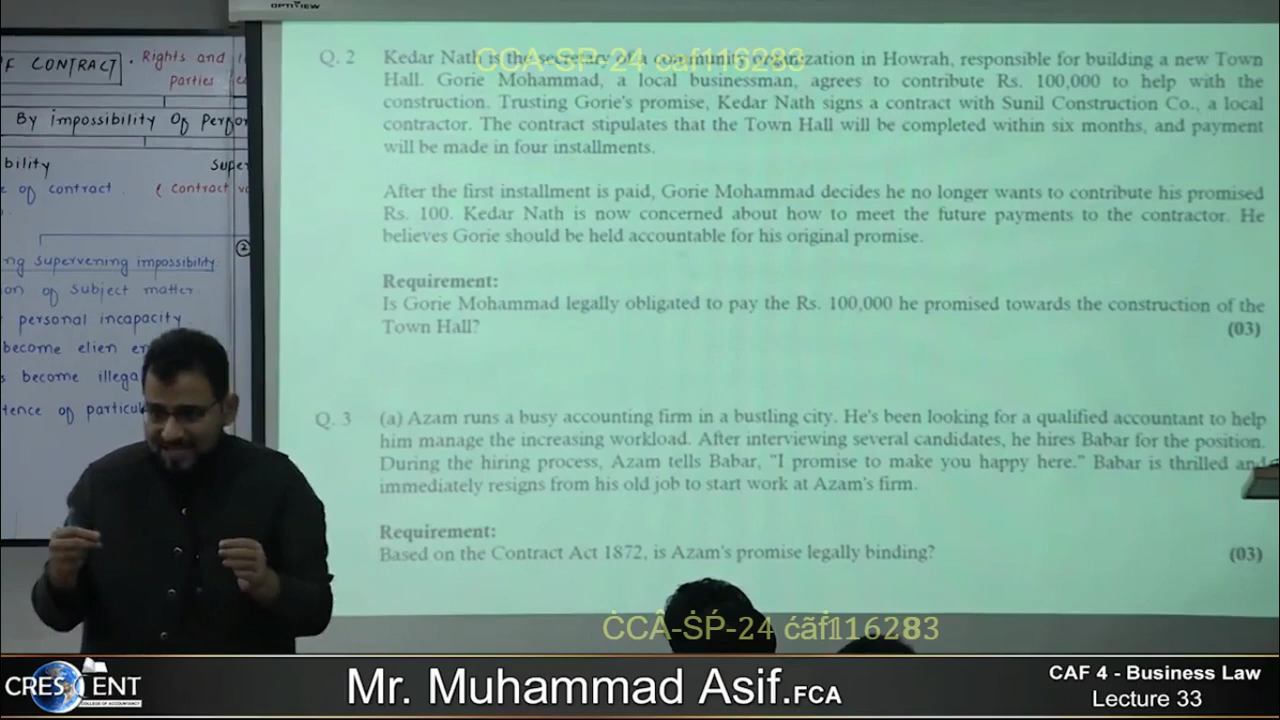 OPTIVIEW
OF CONTRACT
Rights and
parties
By impossibility Of Perfor
bility
Supe
e of contract
( Contract
ng supervening impossibility
on of Subject matter
personal incapacity
become elien
s become illega
tence of particul
②
CCA-SP-24 caf116283
Q. 2 Kedar Nath is the secretary of a community organization in Howrah, responsible for building a new Town
Hall. Gorie Mohammad, a local businessman, agrees to contribute Rs. 100,000 to help with the
construction. Trusting Gorie's promise, Kedar Nath signs a contract with Sunil Construction Co., a local
contractor. The contract stipulates that the Town Hall will be completed within six months, and payment
will be made in four installments.
After the first installment is paid, Gorie Mohammad decides he no longer wants to contribute his promised
Rs. 100. Kedar Nath is now concerned about how to meet the future payments to the contractor. He
believes Gorie should be held accountable for his original promise.
Requirement:
Is Gorie Mohammad legally obligated to pay the Rs. 100,000 he promised towards the construction of the
Town Hall? (03)
Q. 3 (a) Azam runs a busy accounting firm in a bustling city. He's been looking for a qualified accountant to help
him manage the increasing workload. After interviewing several candidates, he hires Babar for the position.
During the hiring process, Azam tells Babar, "I promise to make you happy here." Babar is thrilled and
immediately resigns from his old job to start work at Azam's firm.
Requirement:
Based on the Contract Act 1872, is Azam's promise legally binding? (03)
ĊCÂ-ṠṔ-24 ćãḟ116283
CRESCENT
COLLEGE OF ACCOUNTANCY
Mr. Muhammad Asif.FCA
CAF 4 - Business Law
Lecture 33